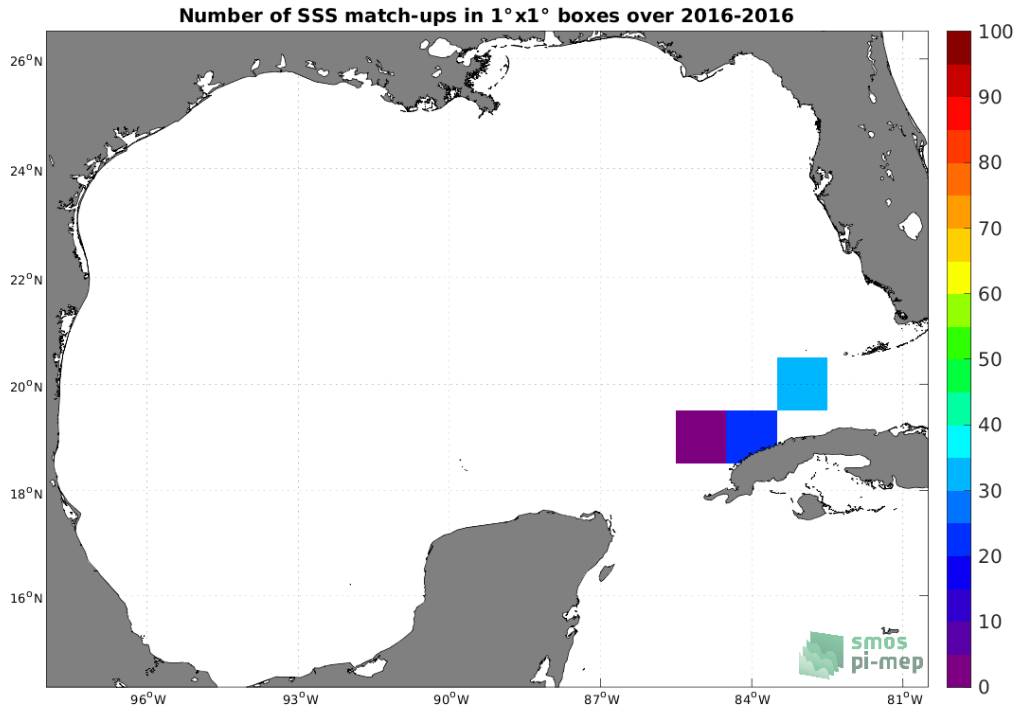 Number of SSS match-ups in 1°x1° boxes over 2016-2016
26°N
24°N
22°N
20°N
18°N
16°N
96°W
93°W
90°W
87°W
84°W
81°W
100
90
80
70
60
50
40
30
20
10
0
smos
pi-mep